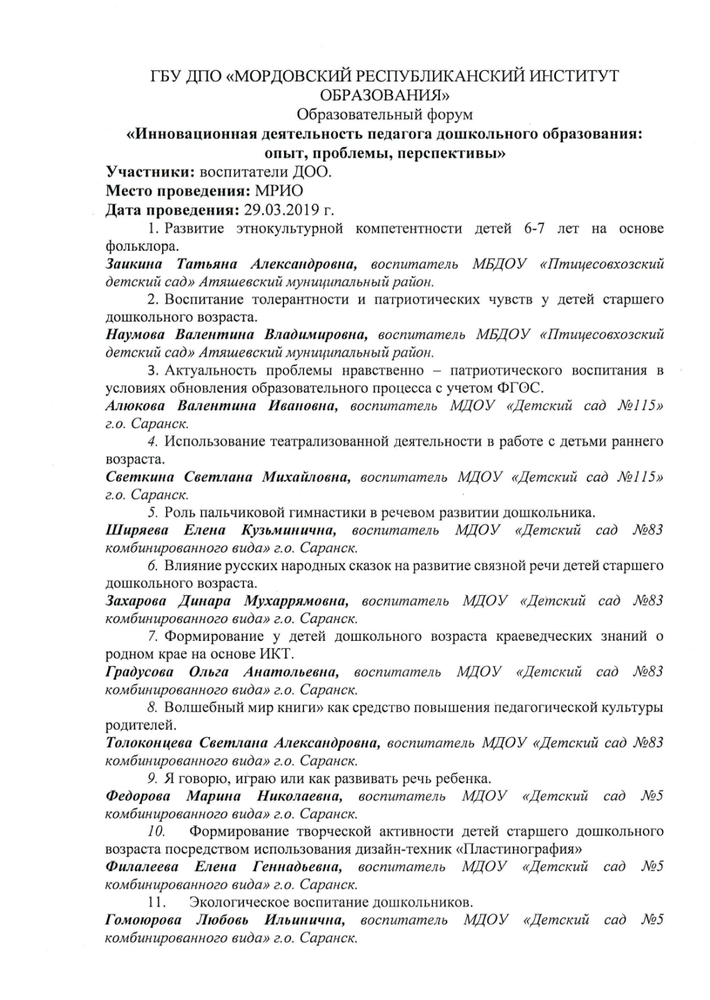 ГБУ ДПО «МОРДОВСКИЙ РЕСПУБЛИКАНСКИЙ ИНСТИТУТ
ОБРАЗОВАНИЯ»
Образовательный форум
«Инновационная деятельность педагога дошкольного образования:
опыт, проблемы, перспективы»
Участники: воспитатели ДОО.
Место проведения: МРИО
Дата проведения: 29.03.2019 г.
1. Развитие этнокультурной компетентности детей 6-7 лет на основе
фольклора.
Заикина Татьяна Александровна, воспитатель МБДОУ «Птицесовхозский
детский сад» Атяшевский муниципальный район.
2. Воспитание толерантности и патриотических чувств у детей старшего
дошкольного возраста.
Наумова Валентина Владимировна, воспитатель МБДОУ «Птицесовхозский
детский сад» Атяшевский муниципальный район.
3. Актуальность проблемы нравственно – патриотического воспитания в
условиях обновления образовательного процесса с учетом ФГОС.
Алюкова Валентина Ивановна, воспитатель МДОУ «Детский сад №115»
г.о. Саранск.
4. Использование театрализованной деятельности в работе с детьми раннего
возраста.
Светкина Светлана Михайловна, воспитатель МДОУ «Детский сад №115»
г.о. Саранск.
5. Роль пальчиковой гимнастики в речевом развитии дошкольника.
Ширяева Елена Кузьминична, воспитатель МДОУ «Детский сад №83
комбинированного вида» г.о. Саранск.
6. Влияние русских народных сказок на развитие связной речи детей старшего
дошкольного возраста.
Захарова Динара Мухаррямовна, воспитатель МДОУ «Детский сад №83
комбинированного вида» г.о. Саранск.
7. Формирование у детей дошкольного возраста краеведческих знаний о
родном крае на основе ИКТ.
Градусова Ольга Анатольевна, воспитатель МДОУ «Детский сад №83
комбинированного вида» г.о. Саранск.
8. Волшебный мир книги» как средство повышения педагогической культуры
родителей.
Толоконцева Светлана Александровна, воспитатель МДОУ «Детский сад №83
комбинированного вида» г.о. Саранск.
9. Я говорю, играю или как развивать речь ребенка.
Федорова Марина Николаевна, воспитатель МДОУ «Детский сад №5
комбинированного вида» г.о. Саранск.
10. Формирование творческой активности детей старшего дошкольного
возраста посредством использования дизайн-техник «Пластинография»
Филалеева Елена Геннадьевна, воспитатель МДОУ «Детский сад №5
комбинированного вида» г.о. Саранск.
11. Экологическое воспитание дошкольников.
Гомоюрова Любовь Ильинична, воспитатель МДОУ «Детский сад №5
комбинированного вида» г.о. Саранск.